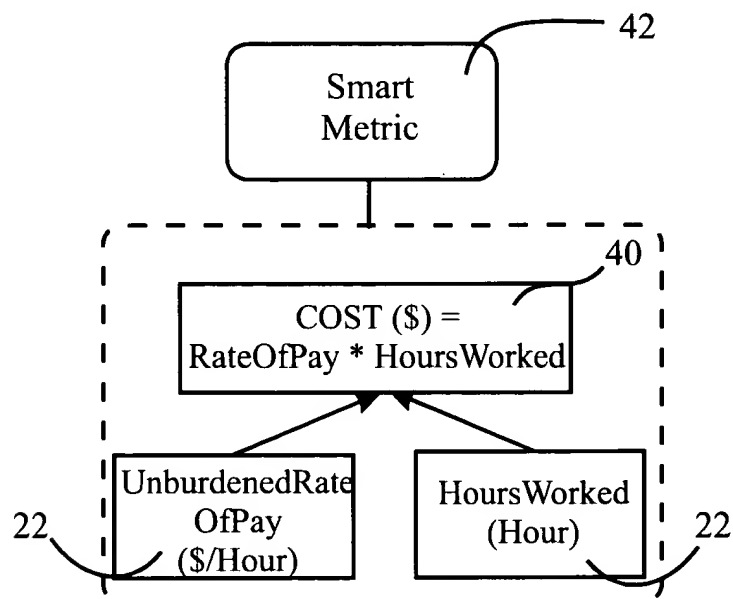 42
Smart
Metric
40
COST ($) =
RateOfPay * HoursWorked
UnburdenedRate
OfPay
($/Hour)
HoursWorked
(Hour)
22
22